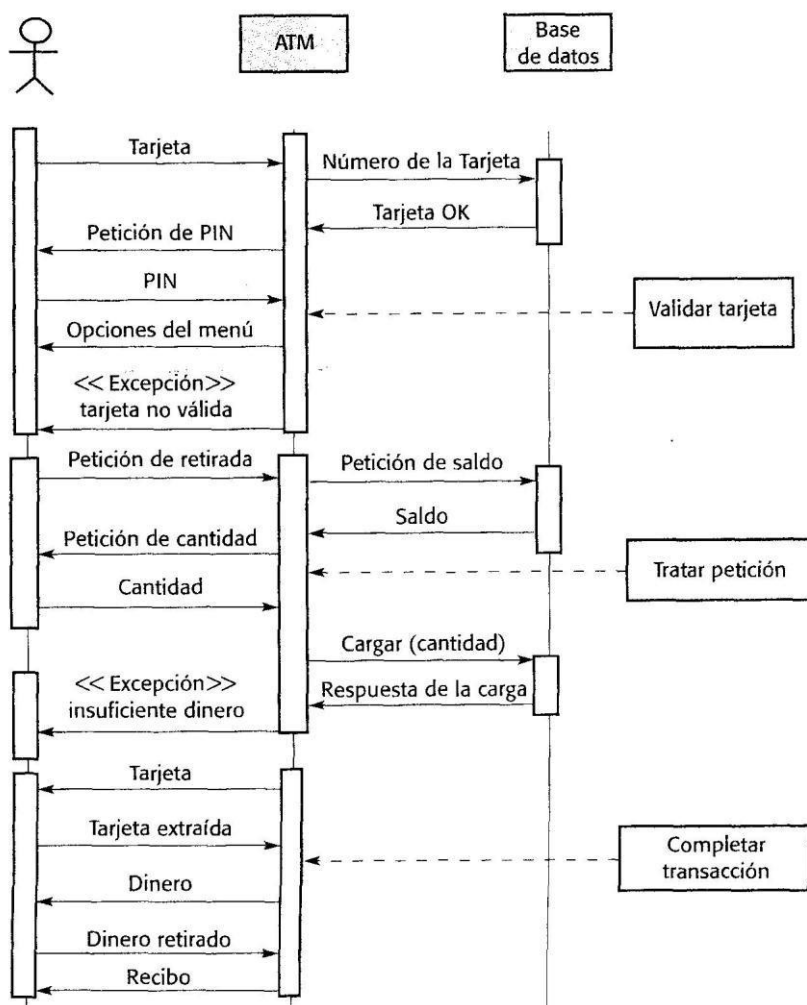 ATM
Base
de datos
Tarjeta
Número de la Tarjeta
Tarjeta OK
Petición de PIN
PIN
Validar tarjeta
Opciones del menú
<<Excepción>>
tarjeta no válida
Petición de retirada
Petición de saldo
Saldo
Petición de cantidad
Tratar petición
Cantidad
Cargar (cantidad)
<<Excepción>>
insuficiente dinero
Respuesta de la carga
Tarjeta
Tarjeta extraída
Completar
transacción
Dinero
Dinero retirado
Recibo